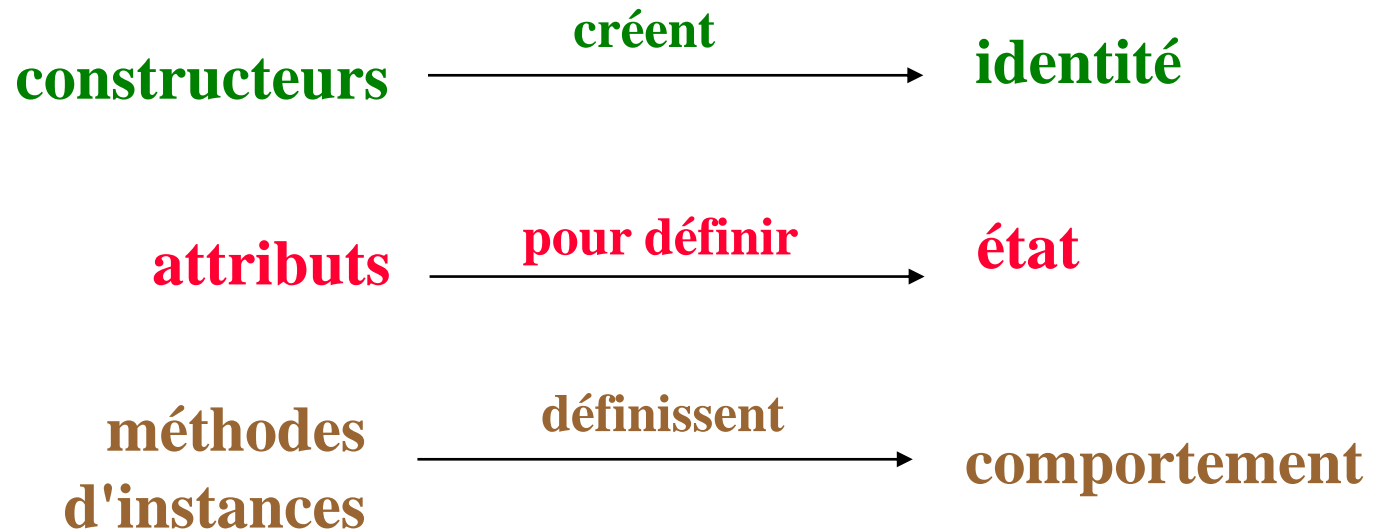 créent
constructeurs
identité
pour définir
attributs
état
définissent
méthodes
d'instances
comportement